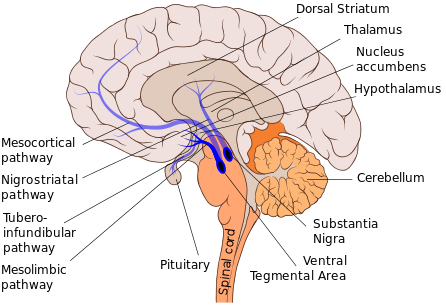 Dorsal Striatum
Thalamus
Nucleus
accumbens
Hypothalamus
Mesocortical
pathway
Nigrostriatal
pathway
Tubero-
infundibular
pathway
Mesolimbic
pathway
Pituitary
Spinal cord
Cerebellum
Substantia
Nigra
Ventral
Tegmental Area